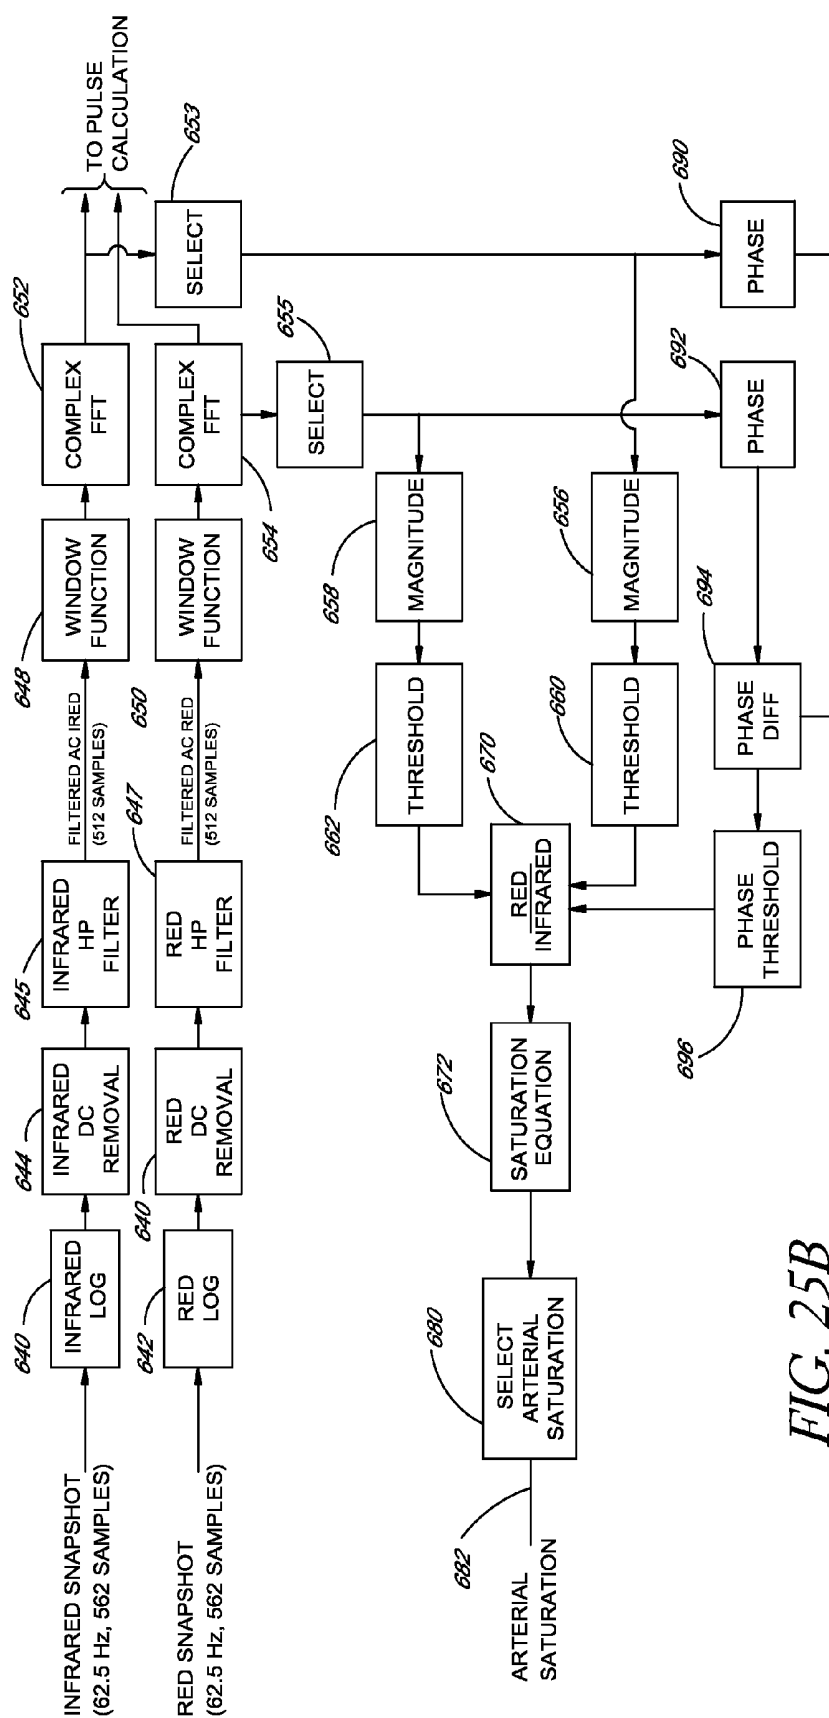 INFRARED SNAPSHOT
(62.5 Hz, 562 SAMPLES)
640
INFRARED
LOG
644
INFRARED
DC
REMOVAL
645
INFRARED
HP
FILTER
FILTERED AC IRED
(512 SAMPLES)
648
WINDOW
FUNCTION
652
COMPLEX
FFT
TO PULSE
CALCULATION
RED SNAPSHOT
(62.5 Hz, 562 SAMPLES)
642
RED
LOG
640
RED
DC
REMOVAL
647
RED
HP
FILTER
FILTERED AC RED
(512 SAMPLES)
650
WINDOW
FUNCTION
654
COMPLEX
FFT
653
SELECT
655
SELECT
658
MAGNITUDE
662
THRESHOLD
656
MAGNITUDE
660
THRESHOLD
670
RED
INFRARED
672
SATURATION
EQUATION
680
SELECT
ARTERIAL
SATURATION
682
ARTERIAL
SATURATION
690
PHASE
692
PHASE
694
PHASE
DIFF
696
PHASE
THRESHOLD
FIG. 25B